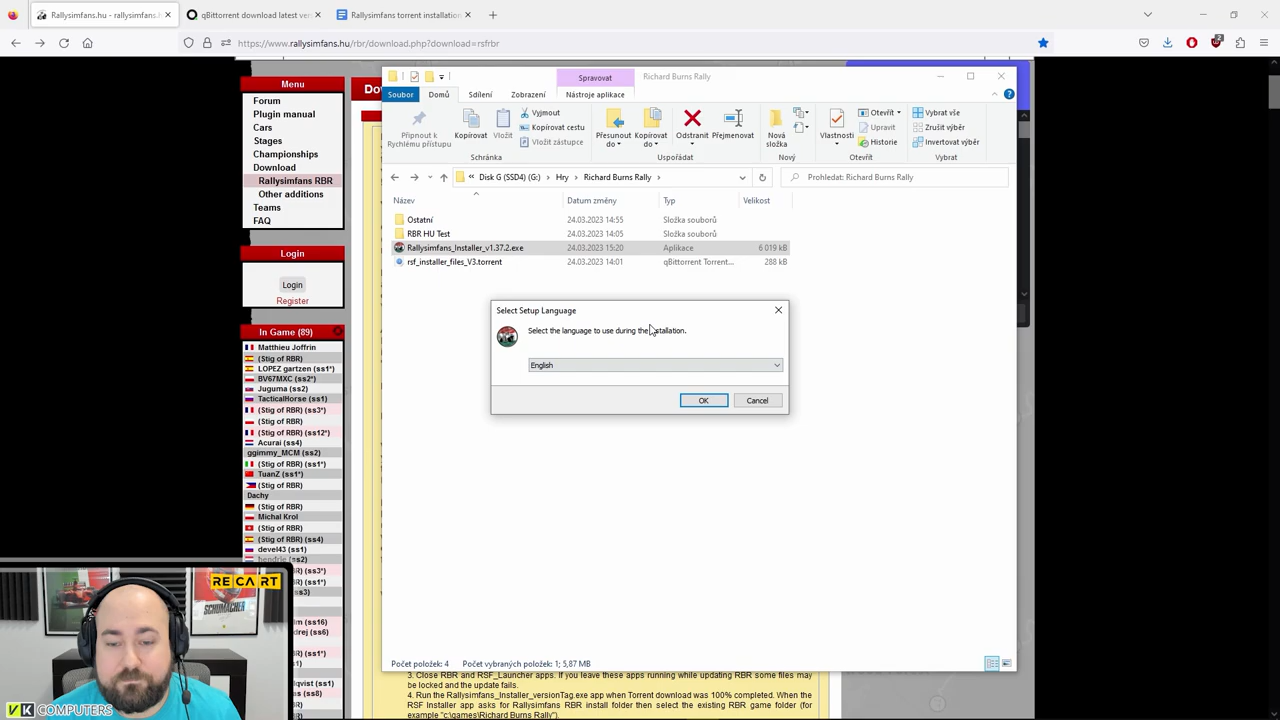 Rallysimfans.hu - rallysimfans.
qBittorrent download latest ver
Rallysimfans torrent installation
https://www.rallysimfans.hu/rbr/download.php?download=rsfrbr
2
Menu
Forum
Plugin manual
Cars
Stages
Championships
Download
Rallysimfans RBR
Other additions
Teams
FAQ
Login
Login
Register
In Game (89)
Matthieu Joffrin
(Stig of RBR)
LOPEZ gartzen (ss1*)
BV67MXC (ss2*)
Juguma (ss2)
TacticalHorse (ss1)
(Stig of RBR) (ss3*)
(Stig of RBR)
(Stig of RBR) (ss12*)
Acurai (ss4)
ggimmy_MCM (ss2)
(Stig of RBR) (ss1*)
TuanZ (ss1*)
(Stig of RBR)
Dachy
(Stig of RBR)
Michal Krol
(Stig of RBR)
(Stig of RBR) (ss4)
devel43 (ss1)
hendrie (ss2)
Do
Spravovat
Richard Burns Rally
Soubor
Domů
Sdílení
Zobrazení
Nástroje aplikace
Připnout k
Rychlému přístupu
Kopírovat
Vložit
Vyjmout
Kopírovat cestu
Vložit zástupce
Schránka
Přesunout
do
Kopírovat
do
Odstranit
Přejmenovat
Uspořádat
Nová
složka
Nový
Vlastnosti
Otevřít
Upravit
Historie
Otevřít
Vybrat vše
Zrušit výběr
Invertovat výběr
Vybrat
« Disk G (SSD4) (G:) › Hry › Richard Burns Rally ›
Prohledat: Richard Burns Rally
Název Datum změny Typ Velikost
Ostatní 24.03.2023 14:55 Složka souborů
RBR HU Test 24.03.2023 14:05 Složka souborů
Rallysimfans_Installer_v1.37.2.exe 24.03.2023 15:20 Aplikace 6 019 kB
rsf_installer_files_V3.torrent 24.03.2023 14:01 qBittorrent Torrent... 288 kB
Select Setup Language
Select the language to use during the installation.
English
OK
Cancel
Počet položek: 4 Počet vybraných položek: 1; 5,87 MB
3. Close RBR and RSF_Launcher apps. If you leave these apps running while updating RBR some files may
be locked and the update fails.
4. Run the Rallysimfans_Installer_versionTag.exe app when Torrent download was 100% completed. When the
RSF Installer app asks for Rallysimfans RBR install folder then select the existing RBR game folder (for
example "c:\games\Richard Burns Rally").
RECART
SCHUMACHER
VK COMPUTERS